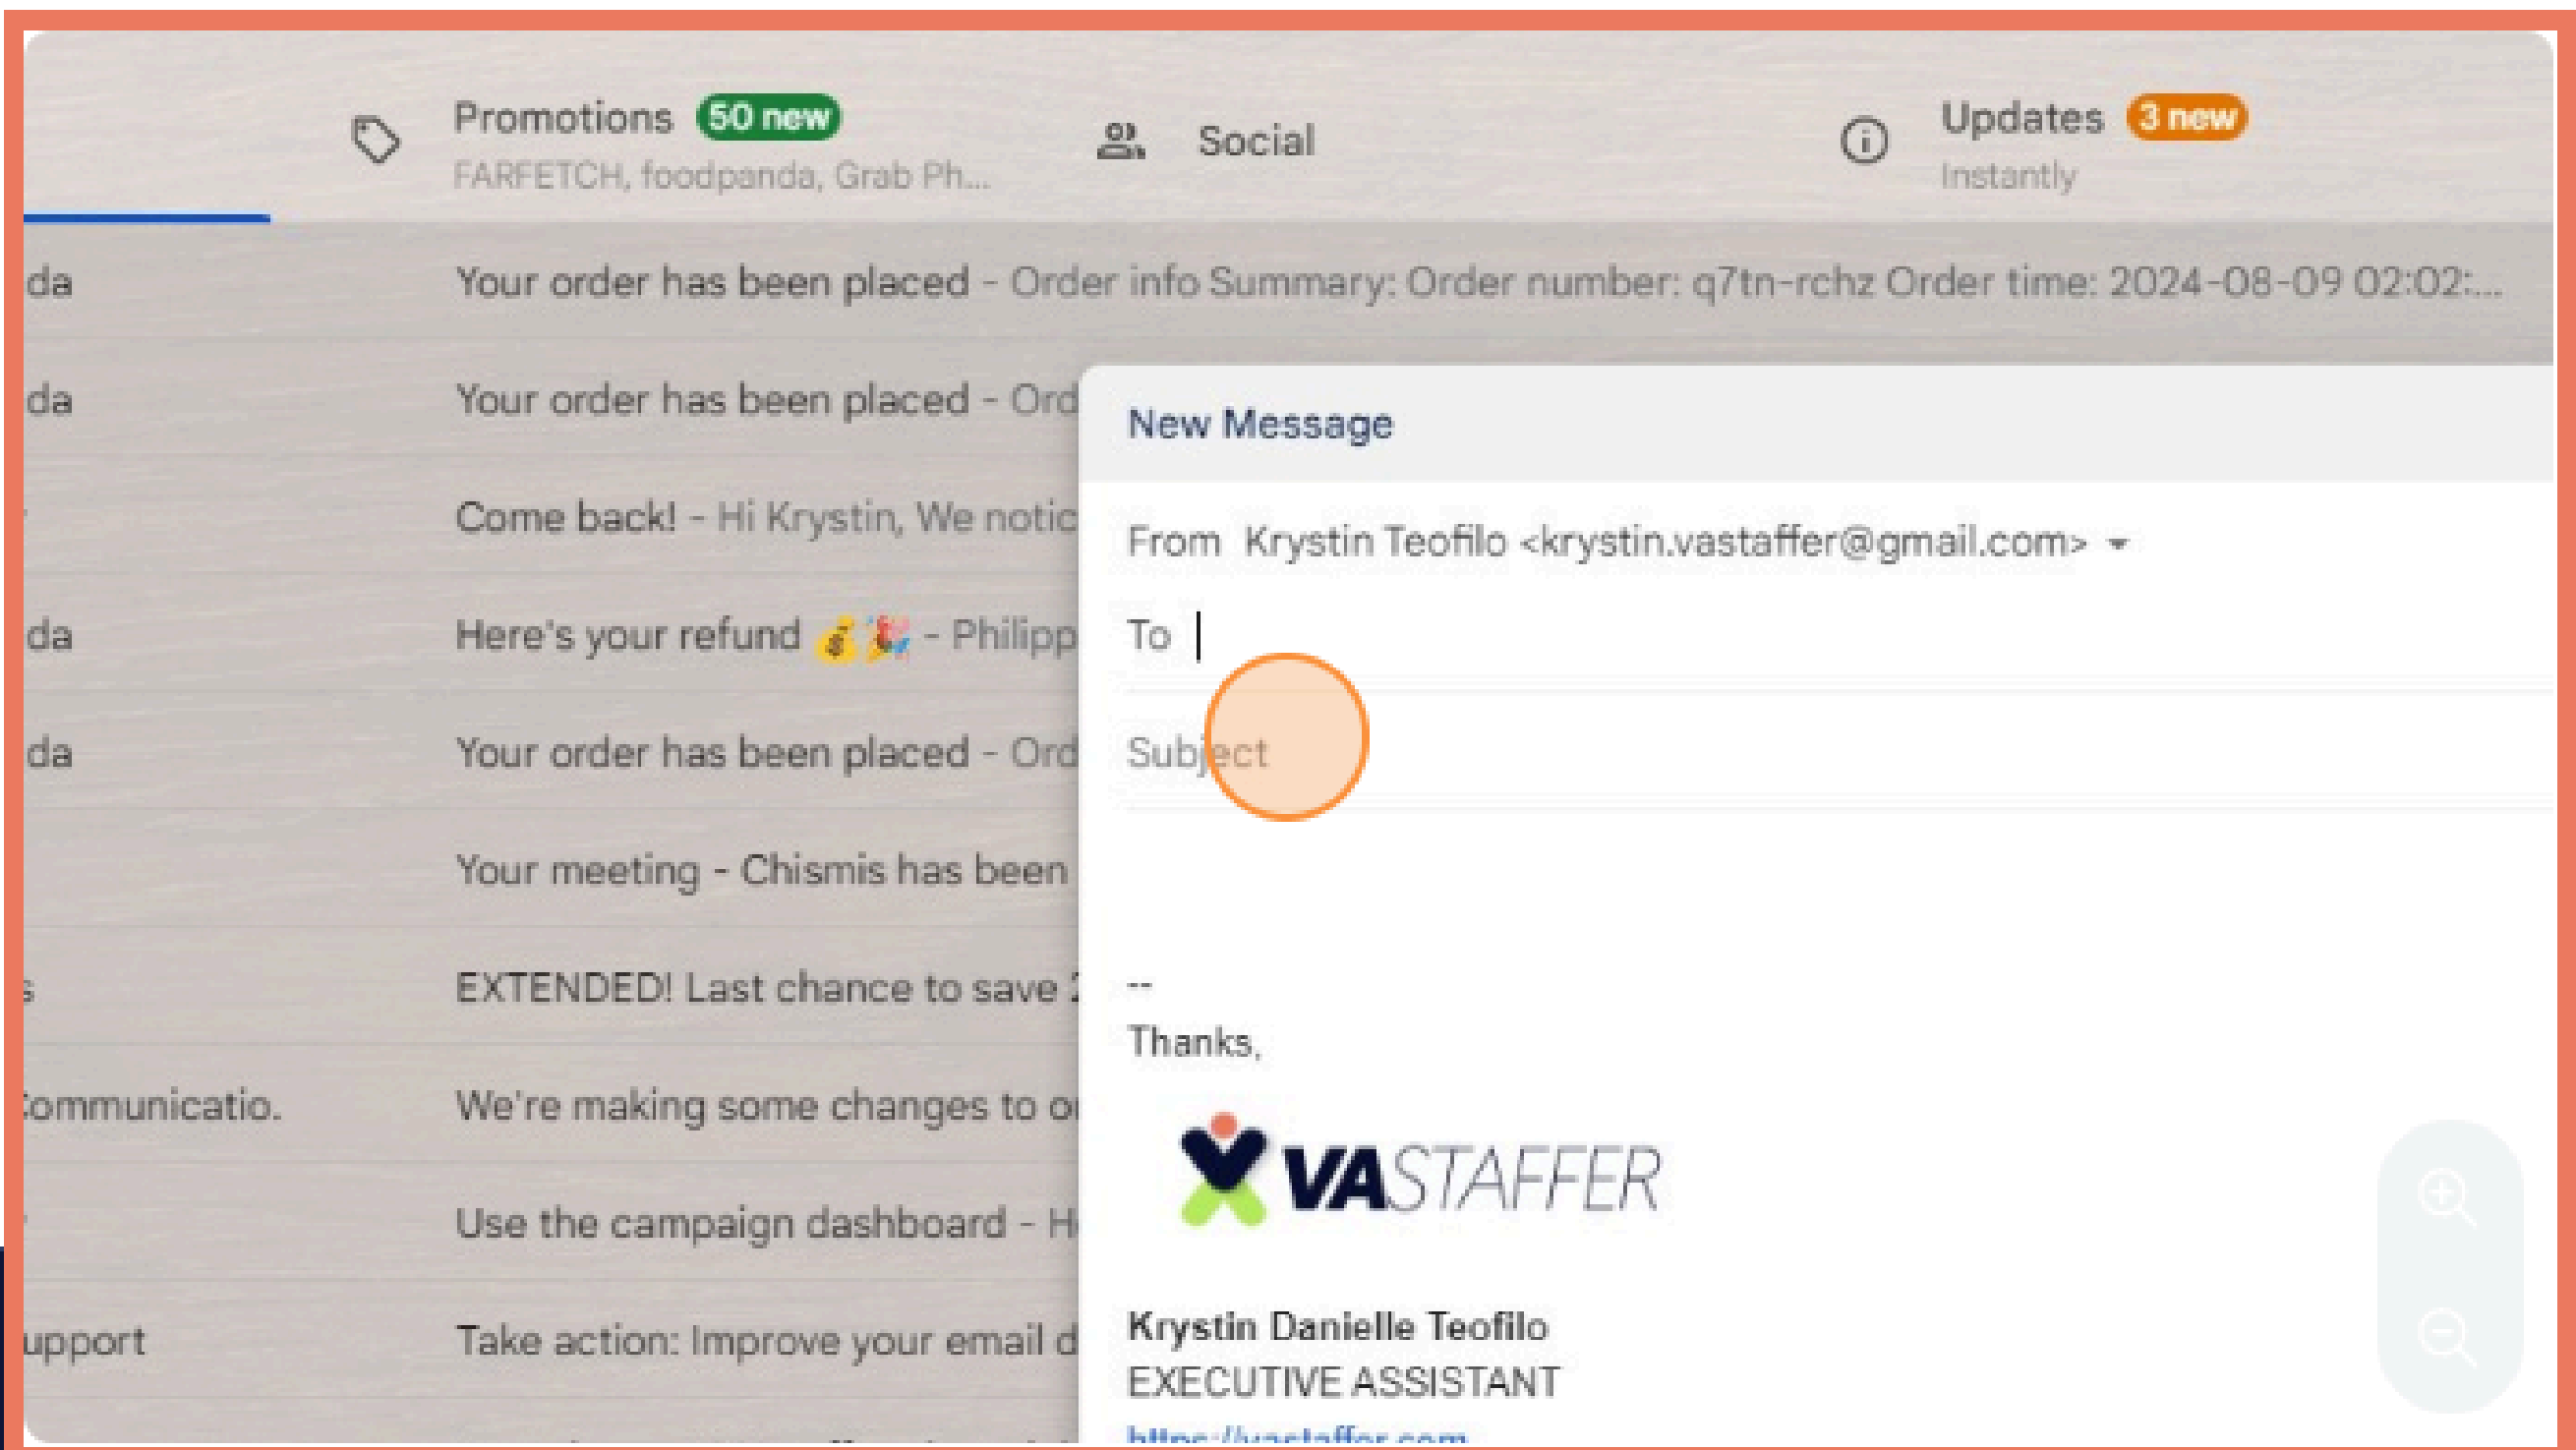 Promotions 50 new
FARFETCH, foodpanda, Grab Ph...
Social
Updates 3 new
Instantly
da Your order has been placed - Order info Summary: Order number: q7tn-rchz Order time: 2024-08-09 02:02:...
da Your order has been placed - Ord
Come back! - Hi Krystin, We notic
da Here's your refund 💰🎉 - Philipp
da Your order has been placed - Ord
Your meeting - Chismis has been
s EXTENDED! Last chance to save 2
ommunicatio. We're making some changes to o
Use the campaign dashboard - H
upport Take action: Improve your email d
New Message
From Krystin Teofilo <krystin.vastaffer@gmail.com>
To
Subject
--
Thanks,
VASTAFFER
Krystin Danielle Teofilo
EXECUTIVE ASSISTANT
https://vastaffer.com